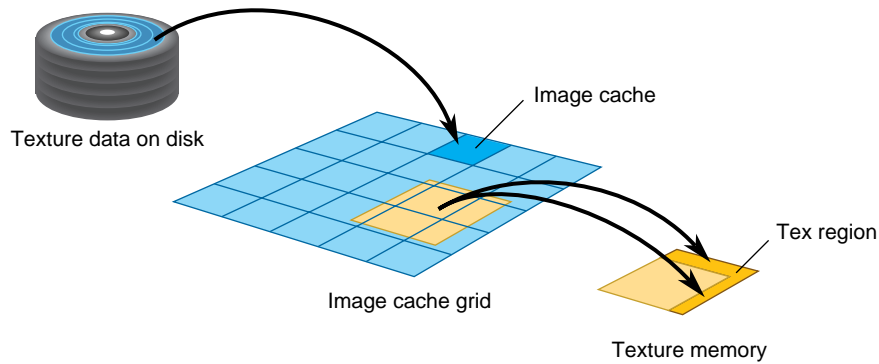 Image cache
Texture data on disk
Tex region
Image cache grid
Texture memory